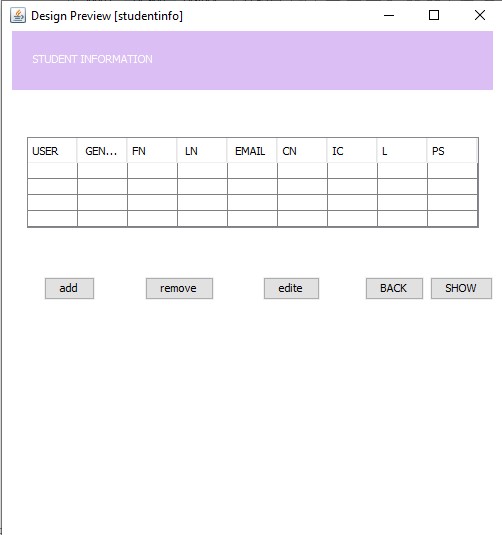 Design Preview [studentinfo]
STUDENT INFORMATION
USER GEN... FN LN EMAIL CN IC L PS
add remove edite BACK SHOW